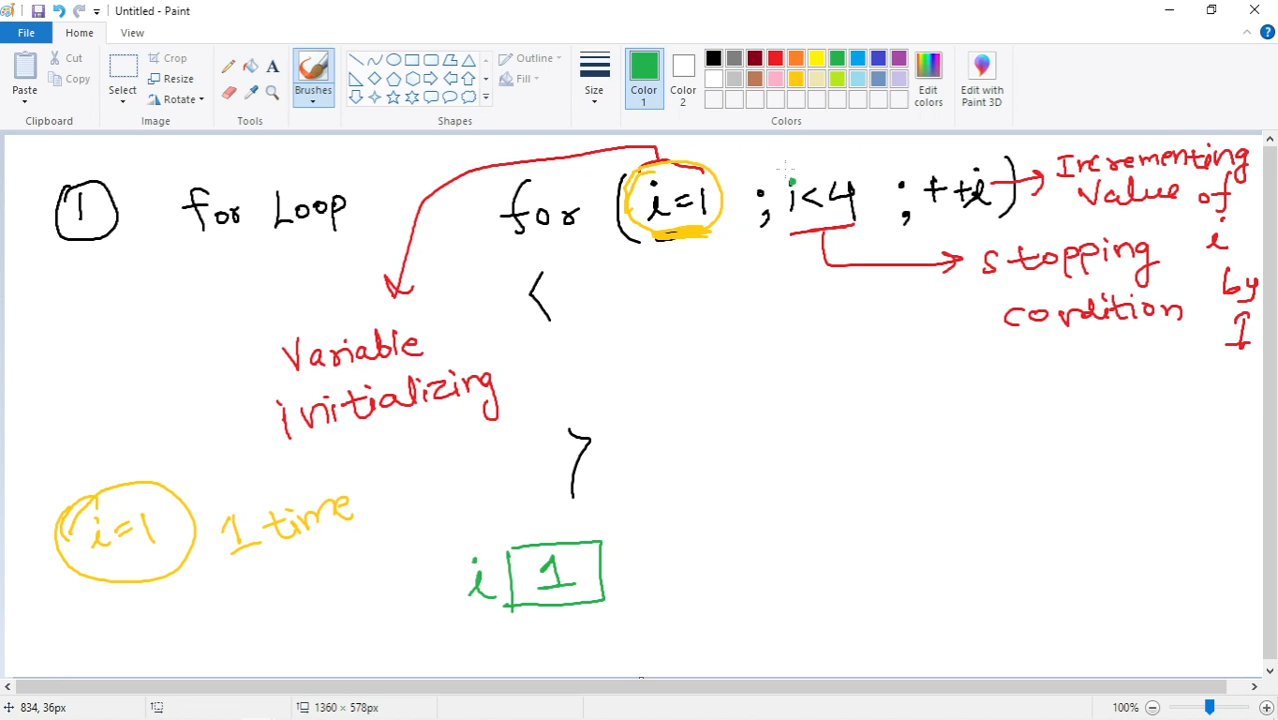 Untitled - Paint
File Home View
Paste
Cut
Copy
Clipboard
Select
Crop
Resize
Rotate
Image
Tools
Brushes
Shapes
Outline
Fill
Size
Color 1
Color 2
Colors
Edit colors
Edit with Paint 3D
1 for Loop
for (i=1 ; i<4 ; ++i)
Incrementing
Value of
i
by
1
stopping
condition
<
Variable
initializing
>
i=1 1 time
i 1
834, 36px
1360 × 578px
100%